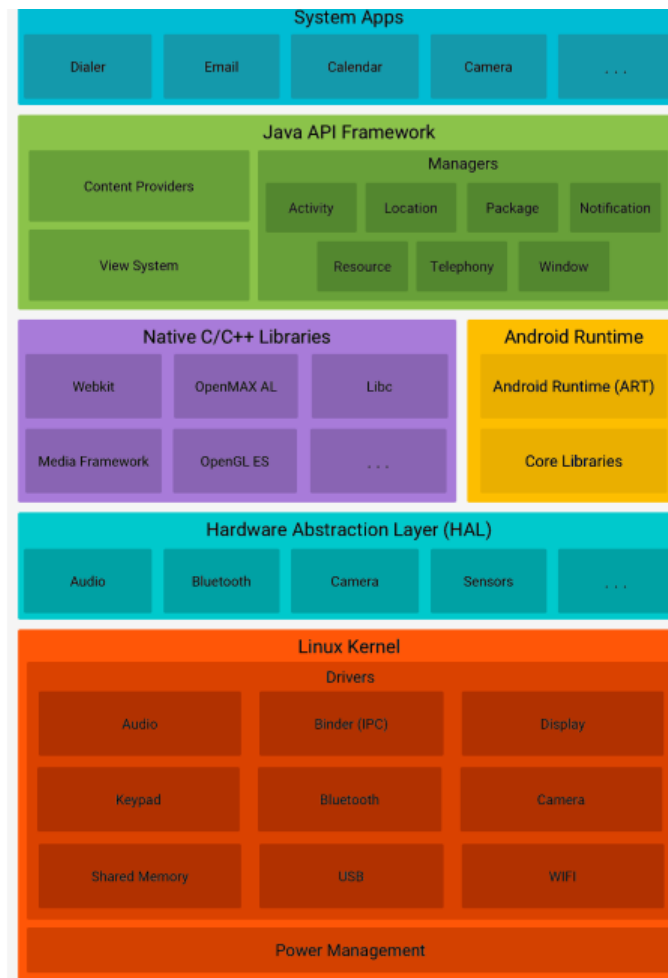 System Apps
Dialer
Email
Calendar
Camera
. . .
Java API Framework
Content Providers
View System
Managers
Activity
Location
Package
Notification
Resource
Telephony
Window
Native C/C++ Libraries
Webkit
OpenMAX AL
Libc
Media Framework
OpenGL ES
. . .
Android Runtime
Android Runtime (ART)
Core Libraries
Hardware Abstraction Layer (HAL)
Audio
Bluetooth
Camera
Sensors
. . .
Linux Kernel
Drivers
Audio
Binder (IPC)
Display
Keypad
Bluetooth
Camera
Shared Memory
USB
WIFI
Power Management